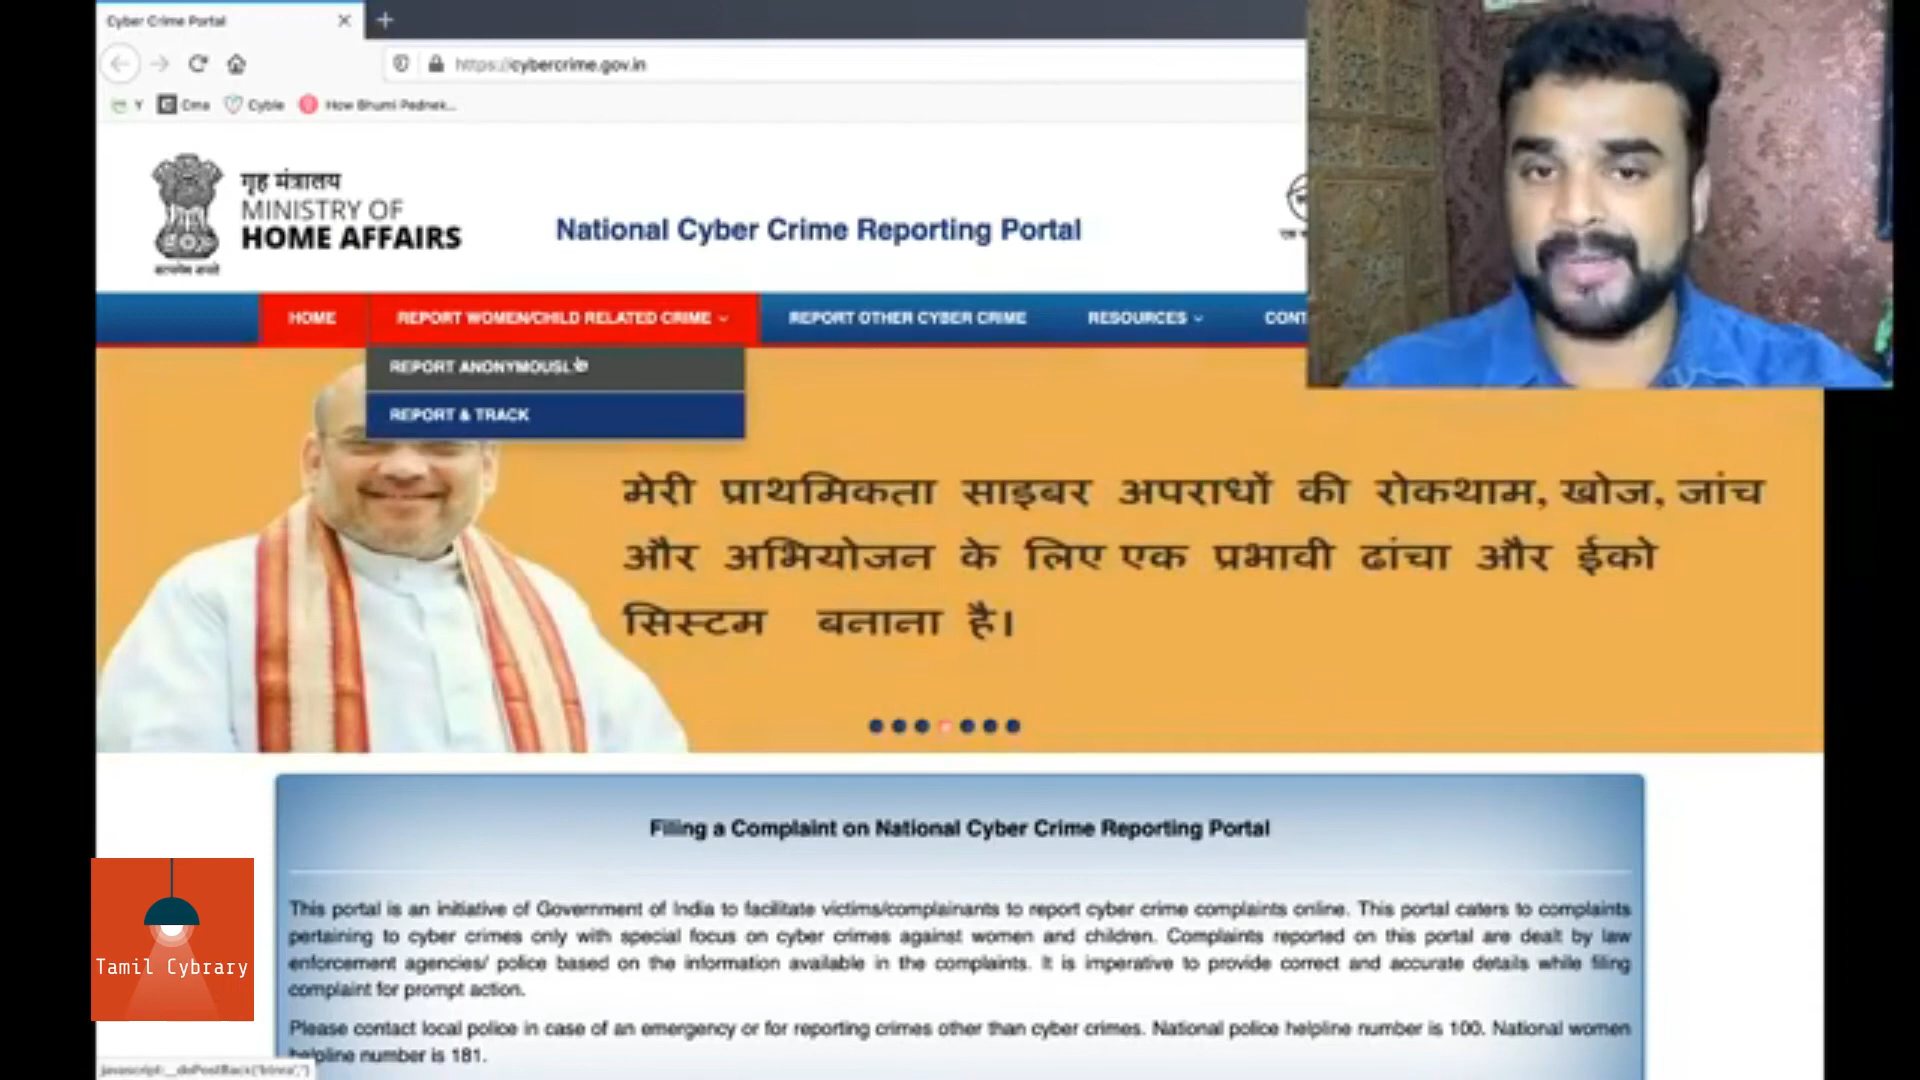 Cyber Crime Portal
https://cybercrime.gov.in
Y Cms Cyble How Bhumi Pednek...
गृह मंत्रालय
MINISTRY OF
HOME AFFAIRS
National Cyber Crime Reporting Portal
HOME REPORT WOMEN/CHILD RELATED CRIME REPORT OTHER CYBER CRIME RESOURCES CONT
REPORT ANONYMOUSL
REPORT & TRACK
मेरी प्राथमिकता साइबर अपराधों की रोकथाम, खोज, जांच
और अभियोजन के लिए एक प्रभावी ढांचा और ईको
सिस्टम बनाना है।
Filing a Complaint on National Cyber Crime Reporting Portal
This portal is an initiative of Government of India to facilitate victims/complainants to report cyber crime complaints online. This portal caters to complaints
pertaining to cyber crimes only with special focus on cyber crimes against women and children. Complaints reported on this portal are dealt by law
enforcement agencies/ police based on the information available in the complaints. It is imperative to provide correct and accurate details while filing
complaint for prompt action.
Please contact local police in case of an emergency or for reporting crimes other than cyber crimes. National police helpline number is 100. National women
helpline number is 181.
Tamil Cybrary